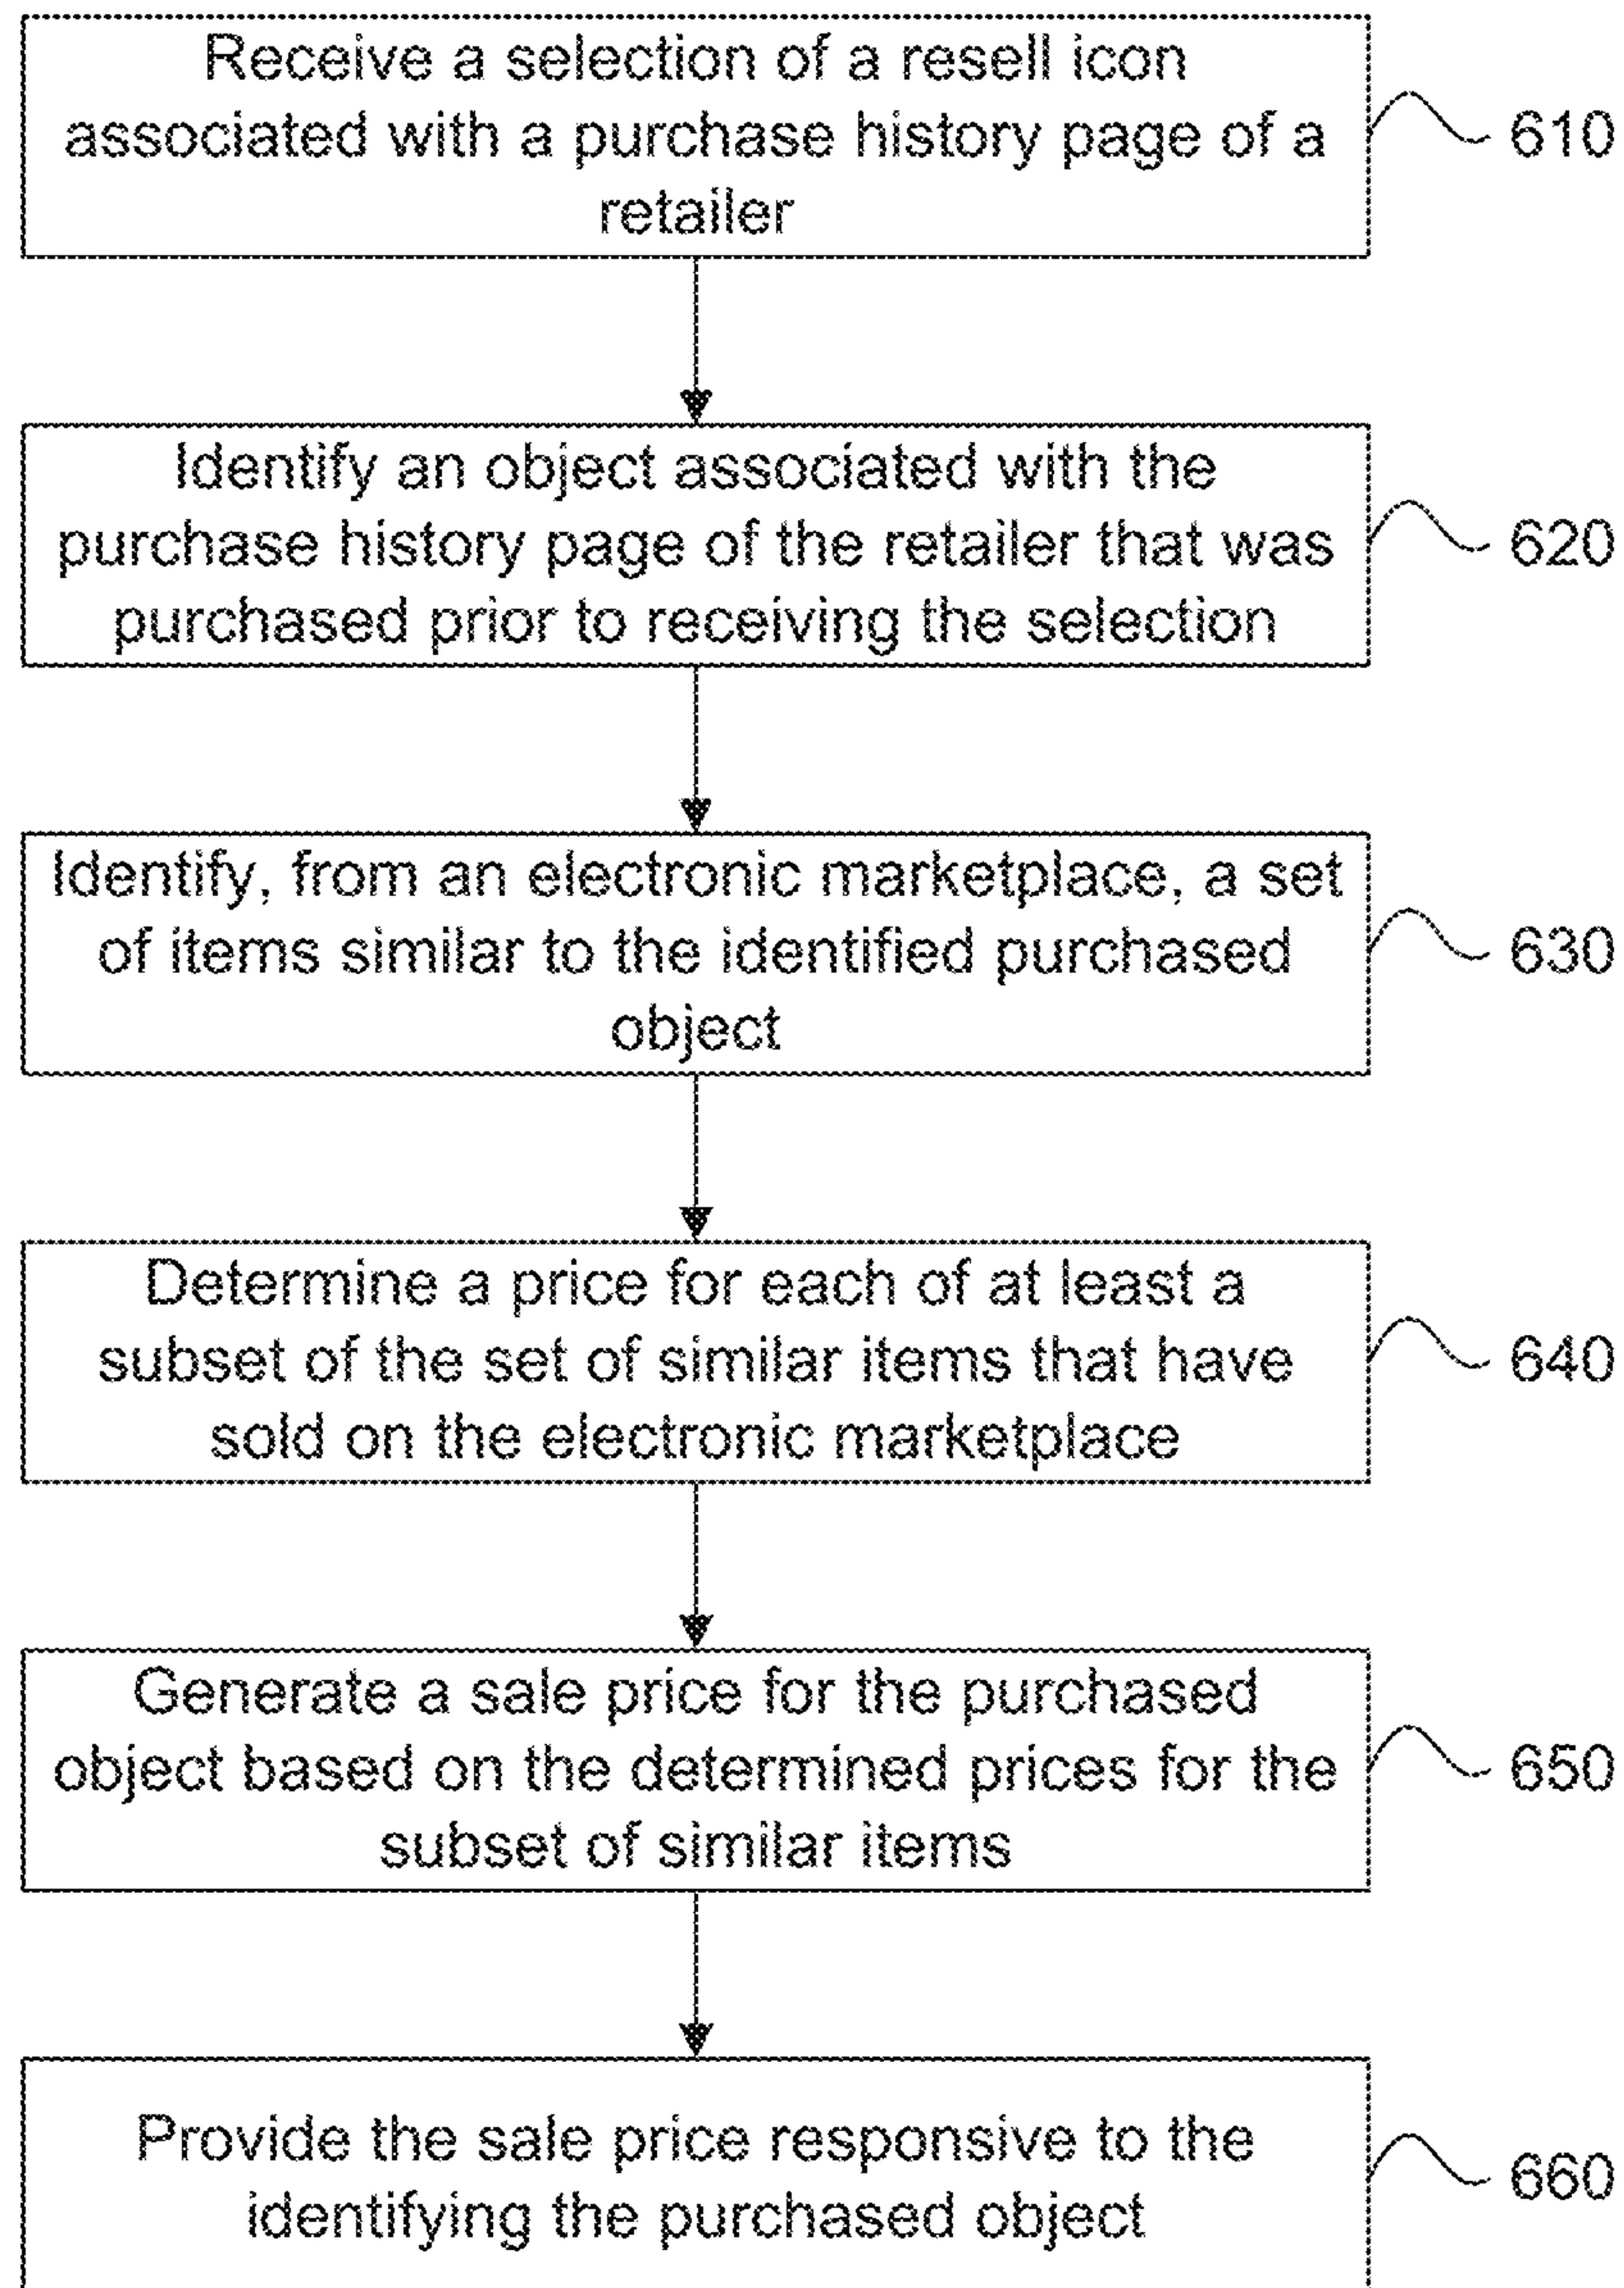 Receive a selection of a resell icon
associated with a purchase history page of a
retailer
610
Identify an object associated with the
purchase history page of the retailer that was
purchased prior to receiving the selection
620
Identify, from an electronic marketplace, a set
of items similar to the identified purchased
object
630
Determine a price for each of at least a
subset of the set of similar items that have
sold on the electronic marketplace
640
Generate a sale price for the purchased
object based on the determined prices for the
subset of similar items
650
Provide the sale price responsive to the
identifying the purchased object
660